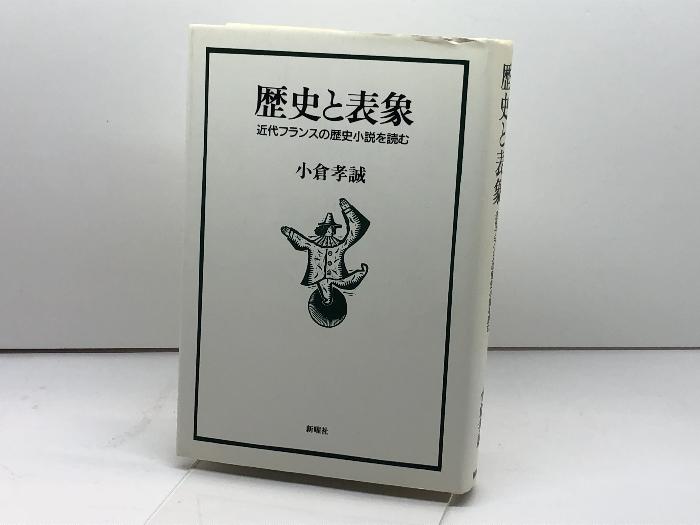 歴史と表象
近代フランスの歴史小説を読む
小倉孝誠
新曜社
歴史と表象